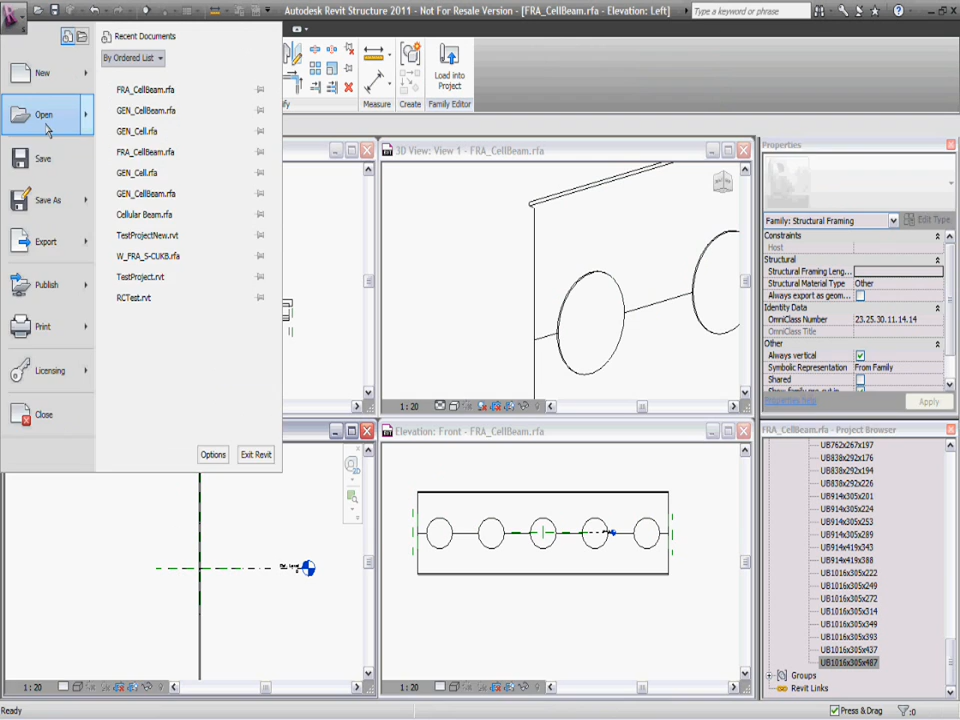 Autodesk Revit Structure 2011 - Not For Resale Version - [FRA_CellBeam.rfa - Elevation: Left]
Type a keyword or phrase
Recent Documents
By Ordered List
New
Open
Save
Save As
Export
Publish
Print
Licensing
Close
FRA_CellBeam.rfa
GEN_CellBeam.rfa
GEN_Cell.rfa
FRA_CellBeam.rfa
GEN_Cell.rfa
GEN_CellBeam.rfa
Cellular Beam.rfa
TestProjectNew.rvt
W_FRA_S-CUKB.rfa
TestProject.rvt
RCTest.rvt
Options
Exit Revit
Load into
Project
Measure
Create
Family Editor
3D View: View 1 - FRA_CellBeam.rfa
1 : 20
Elevation: Front - FRA_CellBeam.rfa
1 : 20
1 : 20
Properties
Family: Structural Framing
Edit Type
Constraints
Host
Structural
Structural Framing Leng...
Structural Material Type Other
Always export as geom...
Identity Data
OmniClass Number 23.25.30.11.14.14
OmniClass Title
Other
Always vertical
Symbolic Representation From Family
Shared
Properties help
Apply
FRA_CellBeam.rfa - Project Browser
UB762x267x197
UB838x292x176
UB838x292x194
UB838x292x226
UB914x305x201
UB914x305x224
UB914x305x253
UB914x305x289
UB914x419x343
UB914x419x388
UB1016x305x222
UB1016x305x249
UB1016x305x272
UB1016x305x314
UB1016x305x349
UB1016x305x393
UB1016x305x437
UB1016x305x487
Groups
Revit Links
Ready
Press & Drag
:0